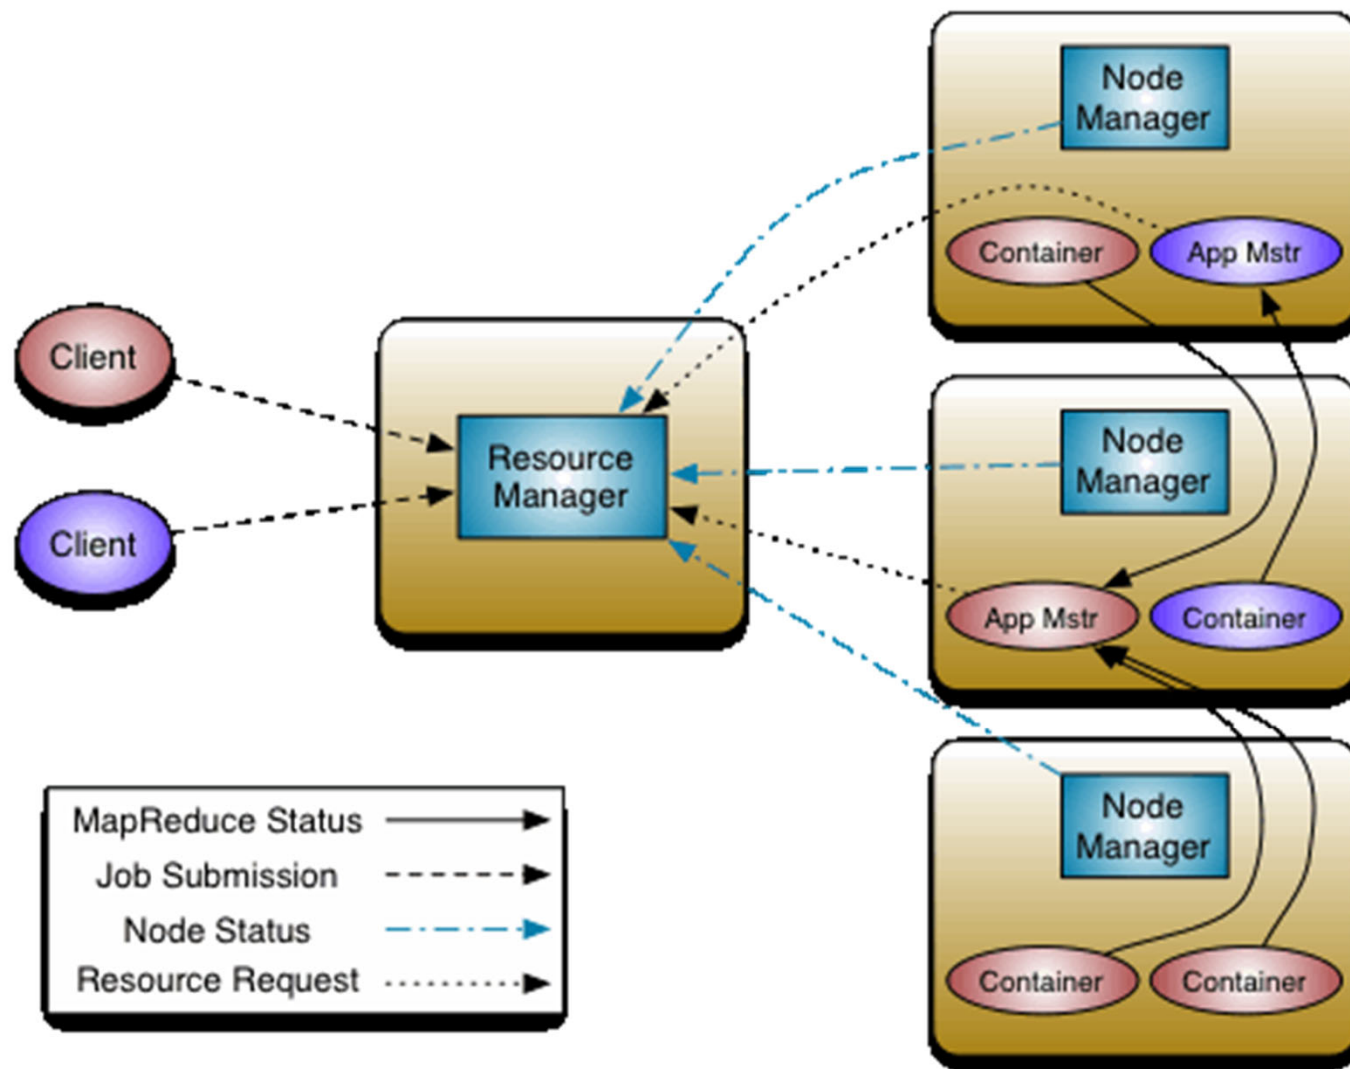 Node
Manager
Container
App Mstr
Client
Client
Resource
Manager
Node
Manager
App Mstr
Container
Node
Manager
Container
Container
MapReduce Status
Job Submission
Node Status
Resource Request